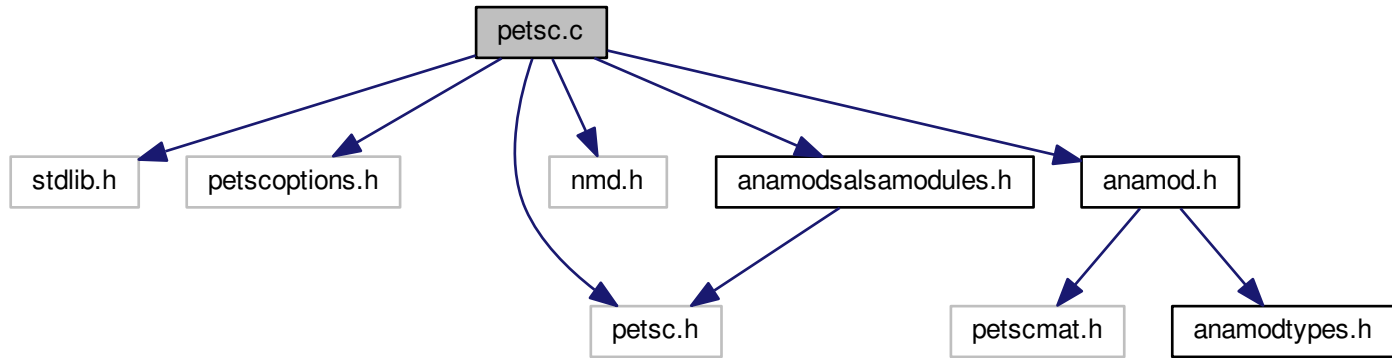 petsc.c
stdlib.h
petscoptions.h
nmd.h
anamodsalsamodules.h
anamod.h
petsc.h
petscmat.h
anamodtypes.h